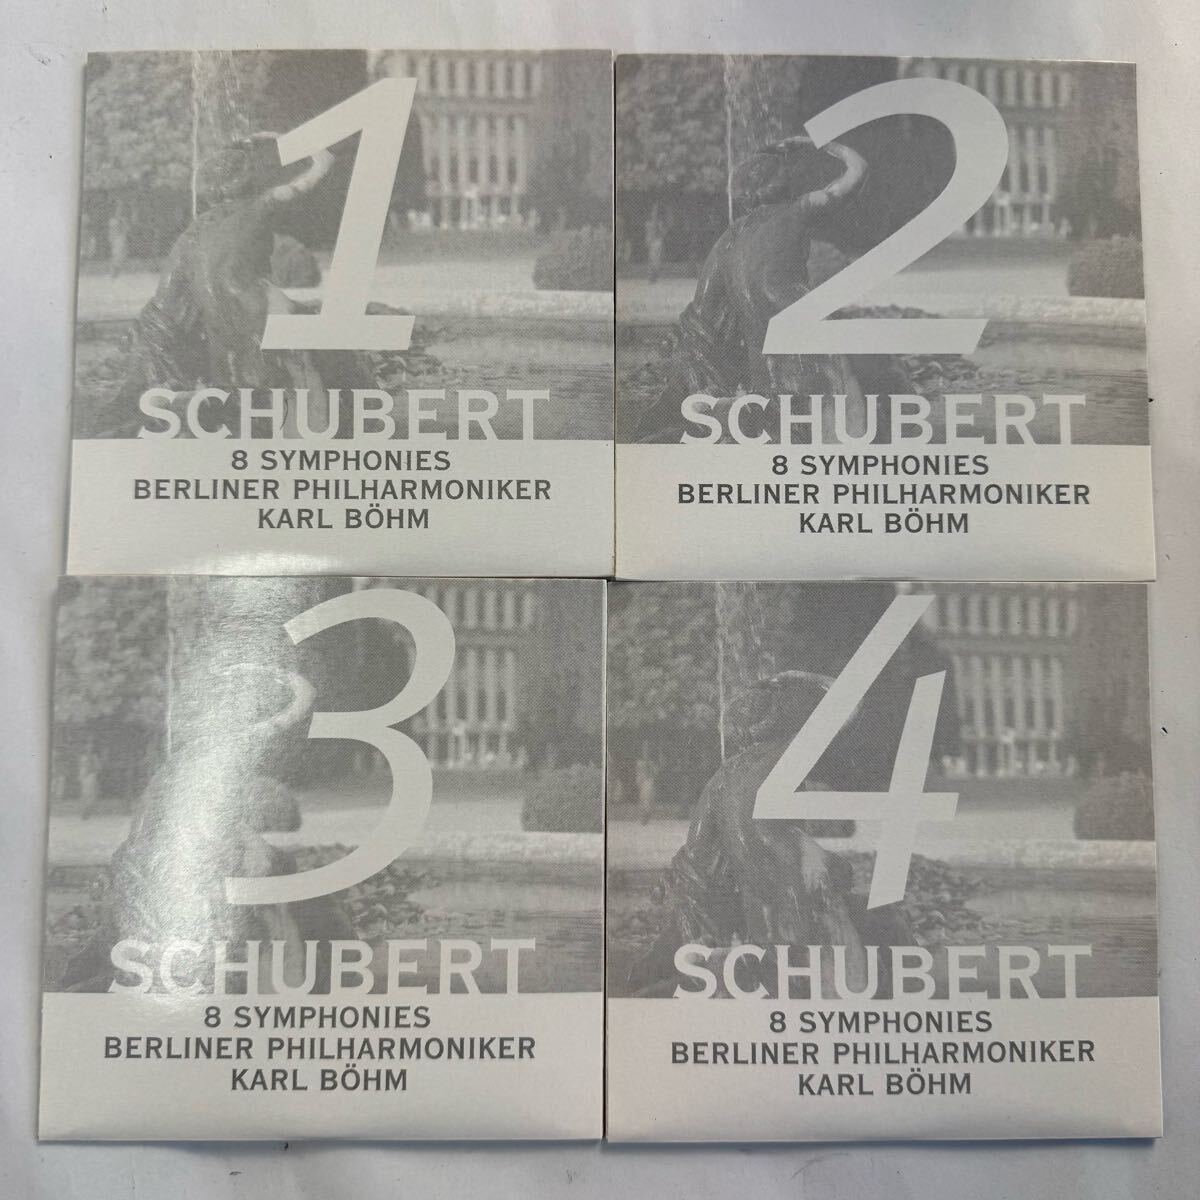 1
SCHUBERT
8 SYMPHONIES
BERLINER PHILHARMONIKER
KARL BÖHM
2
SCHUBERT
8 SYMPHONIES
BERLINER PHILHARMONIKER
KARL BÖHM
3
SCHUBERT
8 SYMPHONIES
BERLINER PHILHARMONIKER
KARL BÖHM
4
SCHUBERT
8 SYMPHONIES
BERLINER PHILHARMONIKER
KARL BÖHM